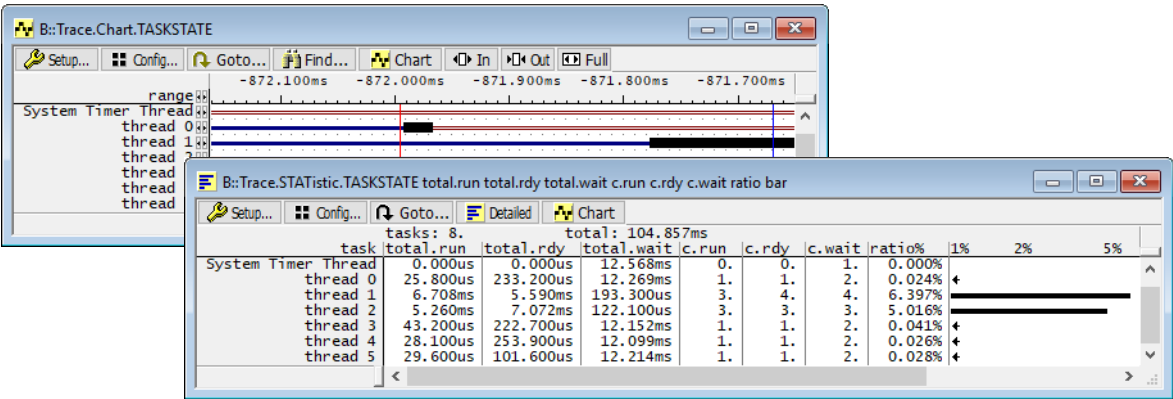 B::Trace.Chart.TASKSTATE
Setup... Config... Goto... Find... Chart In Out Full
-872.100ms -872.000ms -871.900ms -871.800ms -871.700ms
range
System Timer Thread
thread 0
thread 1
thread 2
thread
thread
thread
B::Trace.STATistic.TASKSTATE total.run total.rdy total.wait c.run c.rdy c.wait ratio bar
Setup... Config... Goto... Detailed Chart
tasks: 8. total: 104.857ms
task total.run total.rdy total.wait c.run c.rdy c.wait ratio% 1% 2% 5%
System Timer Thread 0.000us 0.000us 12.568ms 0. 0. 1. 0.000%
thread 0 25.800us 233.200us 12.269ms 1. 1. 2. 0.024%
thread 1 6.708ms 5.590ms 193.300us 3. 4. 4. 6.397%
thread 2 5.260ms 7.072ms 122.100us 3. 3. 3. 5.016%
thread 3 43.200us 222.700us 12.152ms 1. 1. 2. 0.041%
thread 4 28.100us 253.900us 12.099ms 1. 1. 2. 0.026%
thread 5 29.600us 101.600us 12.214ms 1. 1. 2. 0.028%